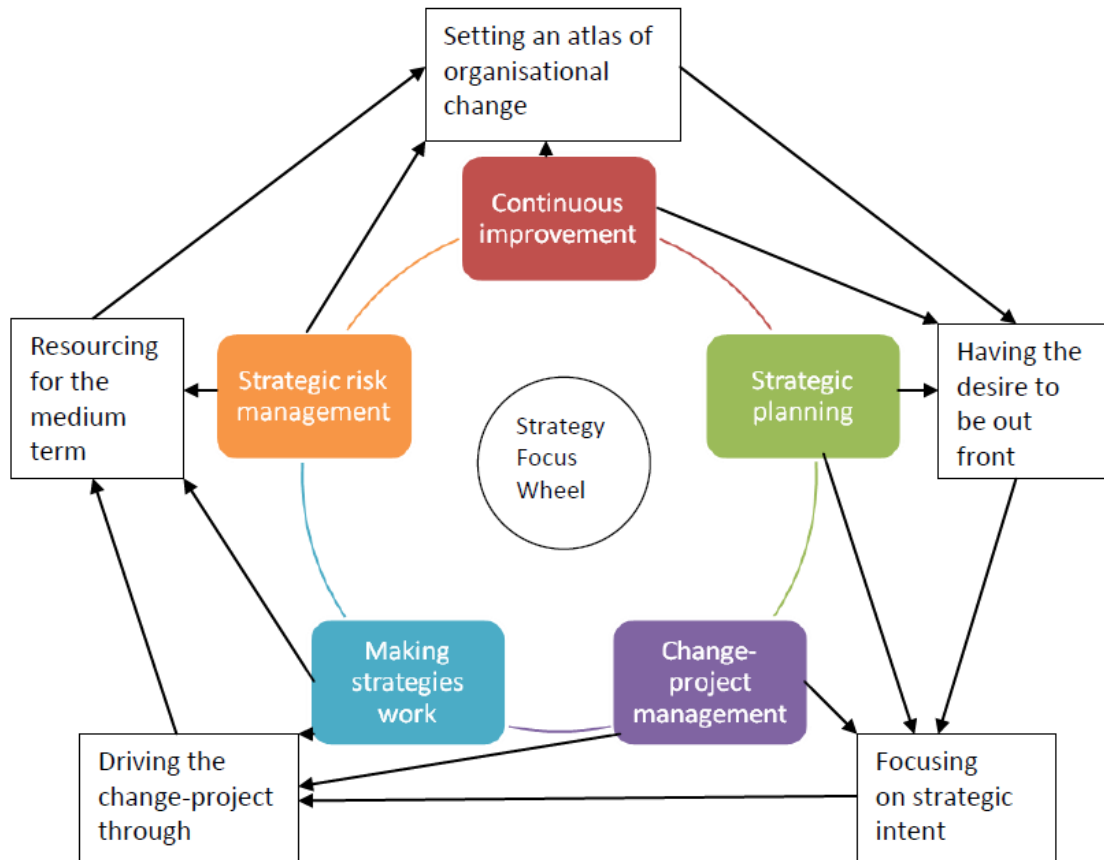 Setting an atlas of
organisational
change
Continuous
improvement
Resourcing
for the
medium
term
Strategic risk
management
Strategy
Focus
Wheel
Strategic
planning
Having the
desire to
be out
front
Making
strategies
work
Change-
project
management
Driving the
change-project
through
Focusing
on strategic
intent